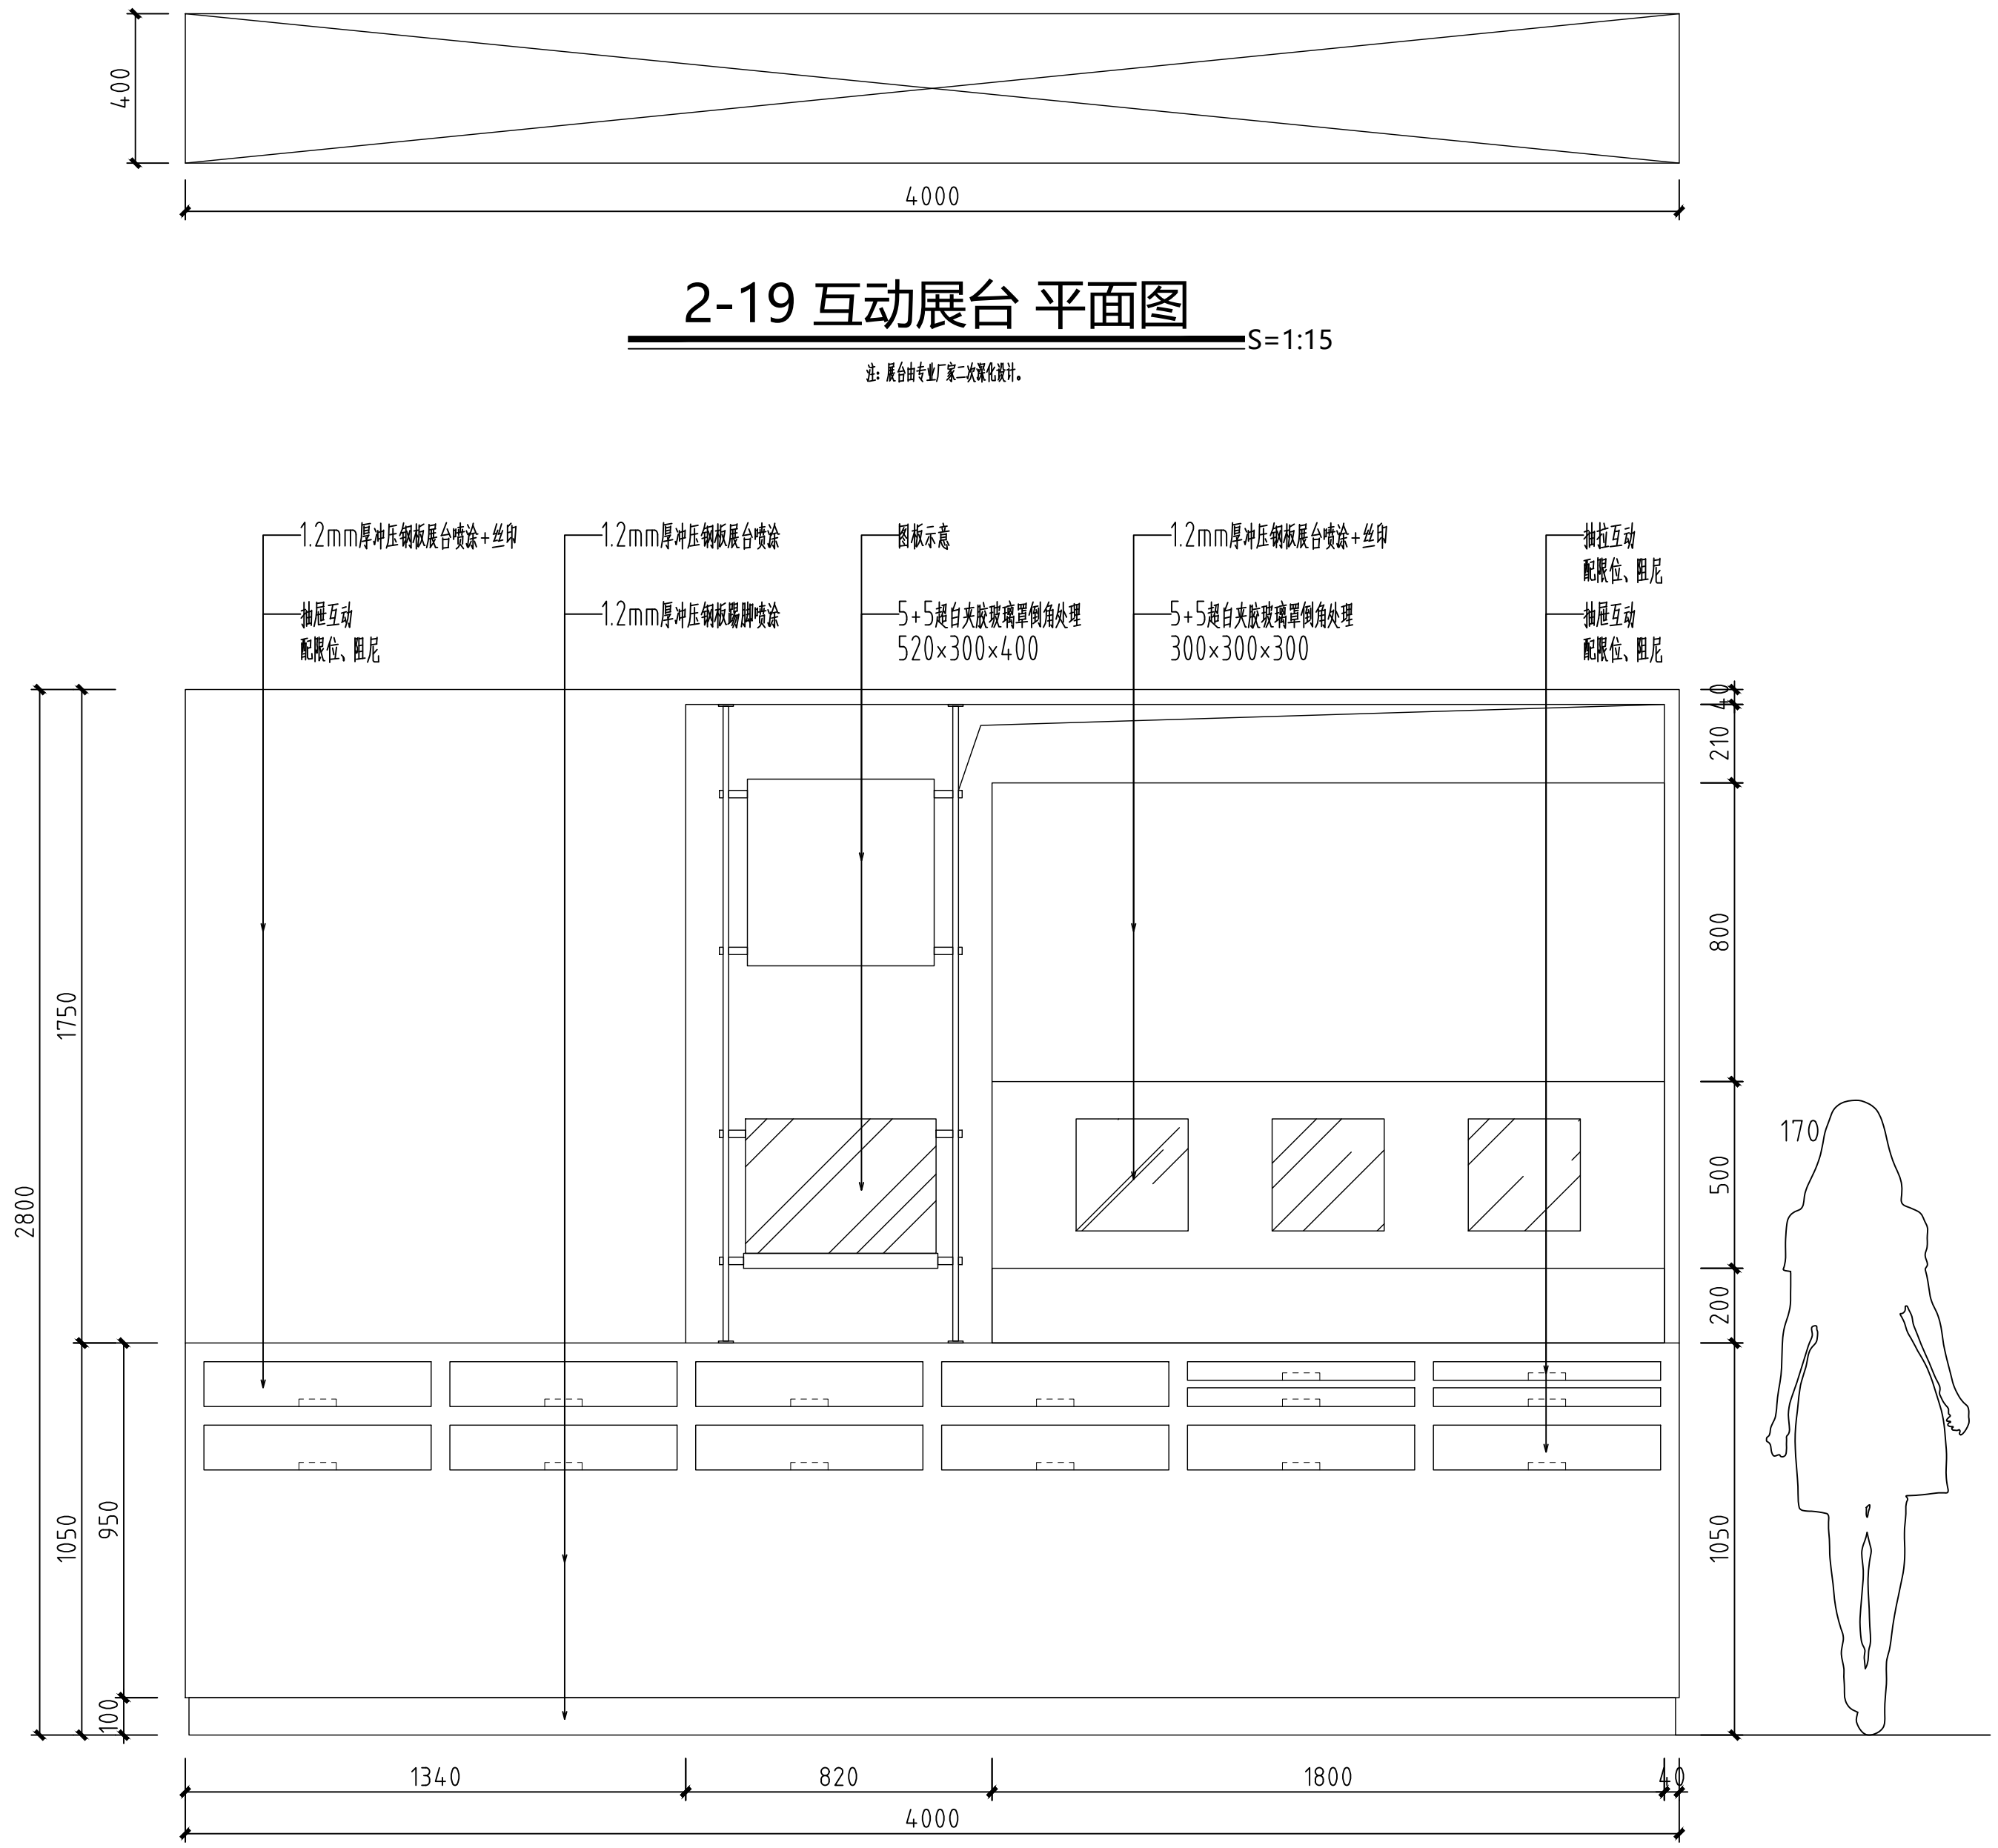 400
4000
2-19 互动展台 平面图
S=1:15
注：展台由专业厂家二次深化设计。
1.2mm厚冲压钢板展台喷涂+丝印
1.2mm厚冲压钢板展台喷涂
图板示意
1.2mm厚冲压钢板展台喷涂+丝印
抽拉互动
配限位、阻尼
抽屉互动
配限位、阻尼
1.2mm厚冲压钢板踢脚喷涂
5+5超白夹胶玻璃罩倒角处理
520×300×400
5+5超白夹胶玻璃罩倒角处理
300×300×300
抽屉互动
配限位、阻尼
2800
1750
1050
950
100
40
210
800
500
200
1050
170
1340
820
1800
40
4000